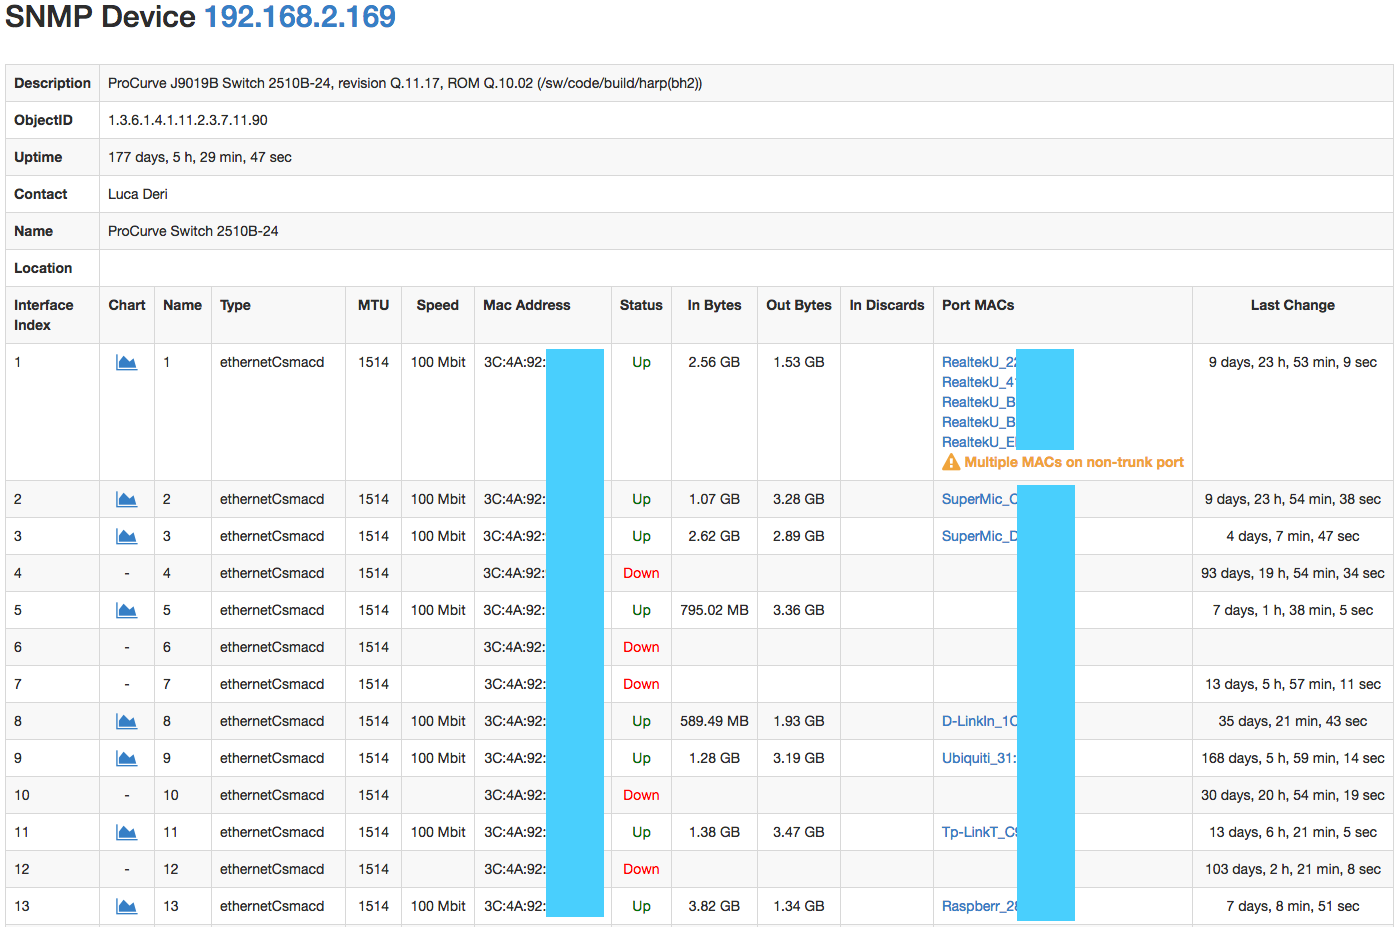 SNMP Device 192.168.2.169
Description ProCurve J9019B Switch 2510B-24, revision Q.11.17, ROM Q.10.02 (/sw/code/build/harp(bh2))
ObjectID 1.3.6.1.4.1.11.2.3.7.11.90
Uptime 177 days, 5 h, 29 min, 47 sec
Contact Luca Deri
Name ProCurve Switch 2510B-24
Location
Interface Index Chart Name Type MTU Speed Mac Address Status In Bytes Out Bytes In Discards Port MACs Last Change
1 1 ethernetCsmacd 1514 100 Mbit 3C:4A:92: Up 2.56 GB 1.53 GB RealtekU_22 9 days, 23 h, 53 min, 9 sec
RealtekU_4
RealtekU_B
RealtekU_B
RealtekU_E
Multiple MACs on non-trunk port
2 2 ethernetCsmacd 1514 100 Mbit 3C:4A:92: Up 1.07 GB 3.28 GB SuperMic_C 9 days, 23 h, 54 min, 38 sec
3 3 ethernetCsmacd 1514 100 Mbit 3C:4A:92: Up 2.62 GB 2.89 GB SuperMic_D 4 days, 7 min, 47 sec
4 - 4 ethernetCsmacd 1514 3C:4A:92: Down 93 days, 19 h, 54 min, 34 sec
5 5 ethernetCsmacd 1514 100 Mbit 3C:4A:92: Up 795.02 MB 3.36 GB 7 days, 1 h, 38 min, 5 sec
6 - 6 ethernetCsmacd 1514 3C:4A:92: Down
7 - 7 ethernetCsmacd 1514 3C:4A:92: Down 13 days, 5 h, 57 min, 11 sec
8 8 ethernetCsmacd 1514 100 Mbit 3C:4A:92: Up 589.49 MB 1.93 GB D-LinkIn_1C 35 days, 21 min, 43 sec
9 9 ethernetCsmacd 1514 100 Mbit 3C:4A:92: Up 1.28 GB 3.19 GB Ubiquiti_31: 168 days, 5 h, 59 min, 14 sec
10 - 10 ethernetCsmacd 1514 3C:4A:92: Down 30 days, 20 h, 54 min, 19 sec
11 11 ethernetCsmacd 1514 100 Mbit 3C:4A:92: Up 1.38 GB 3.47 GB Tp-LinkT_C9 13 days, 6 h, 21 min, 5 sec
12 - 12 ethernetCsmacd 1514 3C:4A:92: Down 103 days, 2 h, 21 min, 8 sec
13 13 ethernetCsmacd 1514 100 Mbit 3C:4A:92: Up 3.82 GB 1.34 GB Raspberr_28 7 days, 8 min, 51 sec